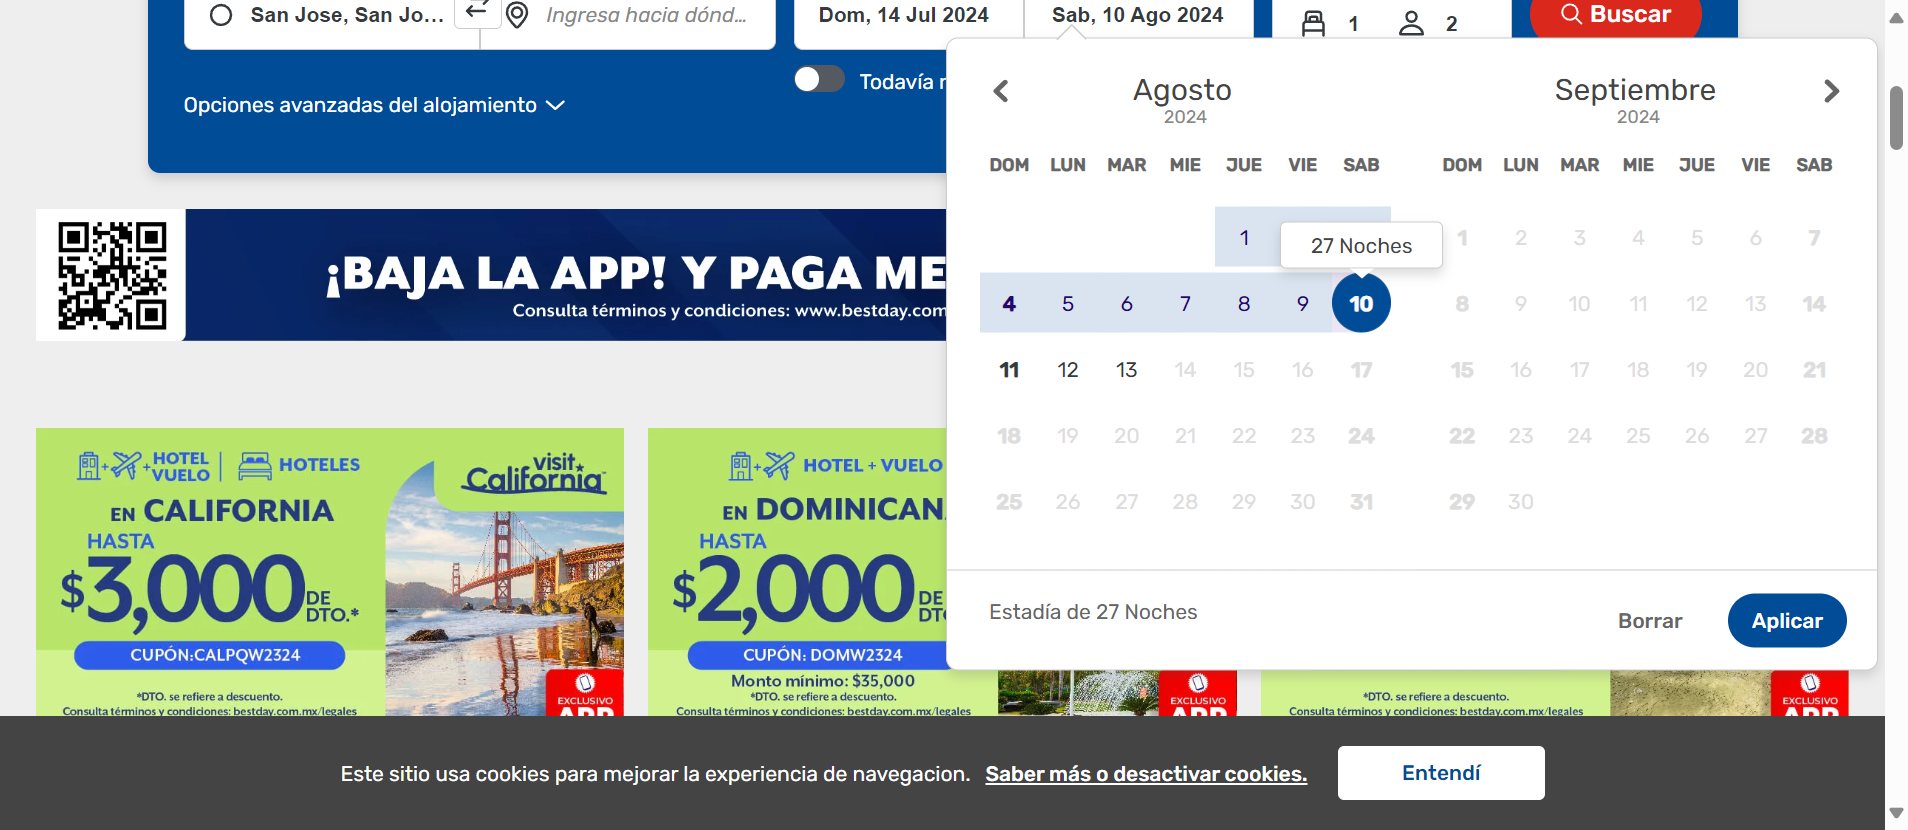 San Jose, San Jo...
Ingresa hacia dónd...
Dom, 14 Jul 2024
Sab, 10 Ago 2024
1
2
Buscar
Todavía
Opciones avanzadas del alojamiento
Agosto
2024
DOM LUN MAR MIE JUE VIE SAB
1
27 Noches
4 5 6 7 8 9 10
11 12 13 14 15 16 17
18 19 20 21 22 23 24
25 26 27 28 29 30 31
Septiembre
2024
DOM LUN MAR MIE JUE VIE SAB
1 2 3 4 5 6 7
8 9 10 11 12 13 14
15 16 17 18 19 20 21
22 23 24 25 26 27 28
29 30
Estadía de 27 Noches
Borrar
Aplicar
¡BAJA LA APP! Y PAGA ME
Consulta términos y condiciones: www.bestday.com
HOTEL
+ + VUELO
HOTELES
visit
California
EN CALIFORNIA
HASTA
$3,000 DE DTO.*
CUPÓN:CALPQW2324
*DTO. se refiere a descuento.
Consulta términos y condiciones: bestday.com.mx/legales
EXCLUSIVO
APP
+ HOTEL + VUELO
EN DOMINICAN
HASTA
$2,000 DE
CUPÓN: DOMW2324
Monto mínimo: $35,000
*DTO. se refiere a descuento.
Consulta términos y condiciones: bestday.com.mx/legales
EXCLUSIVO
APP
*DTO. se refiere a descuento.
Consulta términos y condiciones: bestday.com.mx/legales
EXCLUSIVO
APP
Este sitio usa cookies para mejorar la experiencia de navegacion. Saber más o desactivar cookies.
Entendí